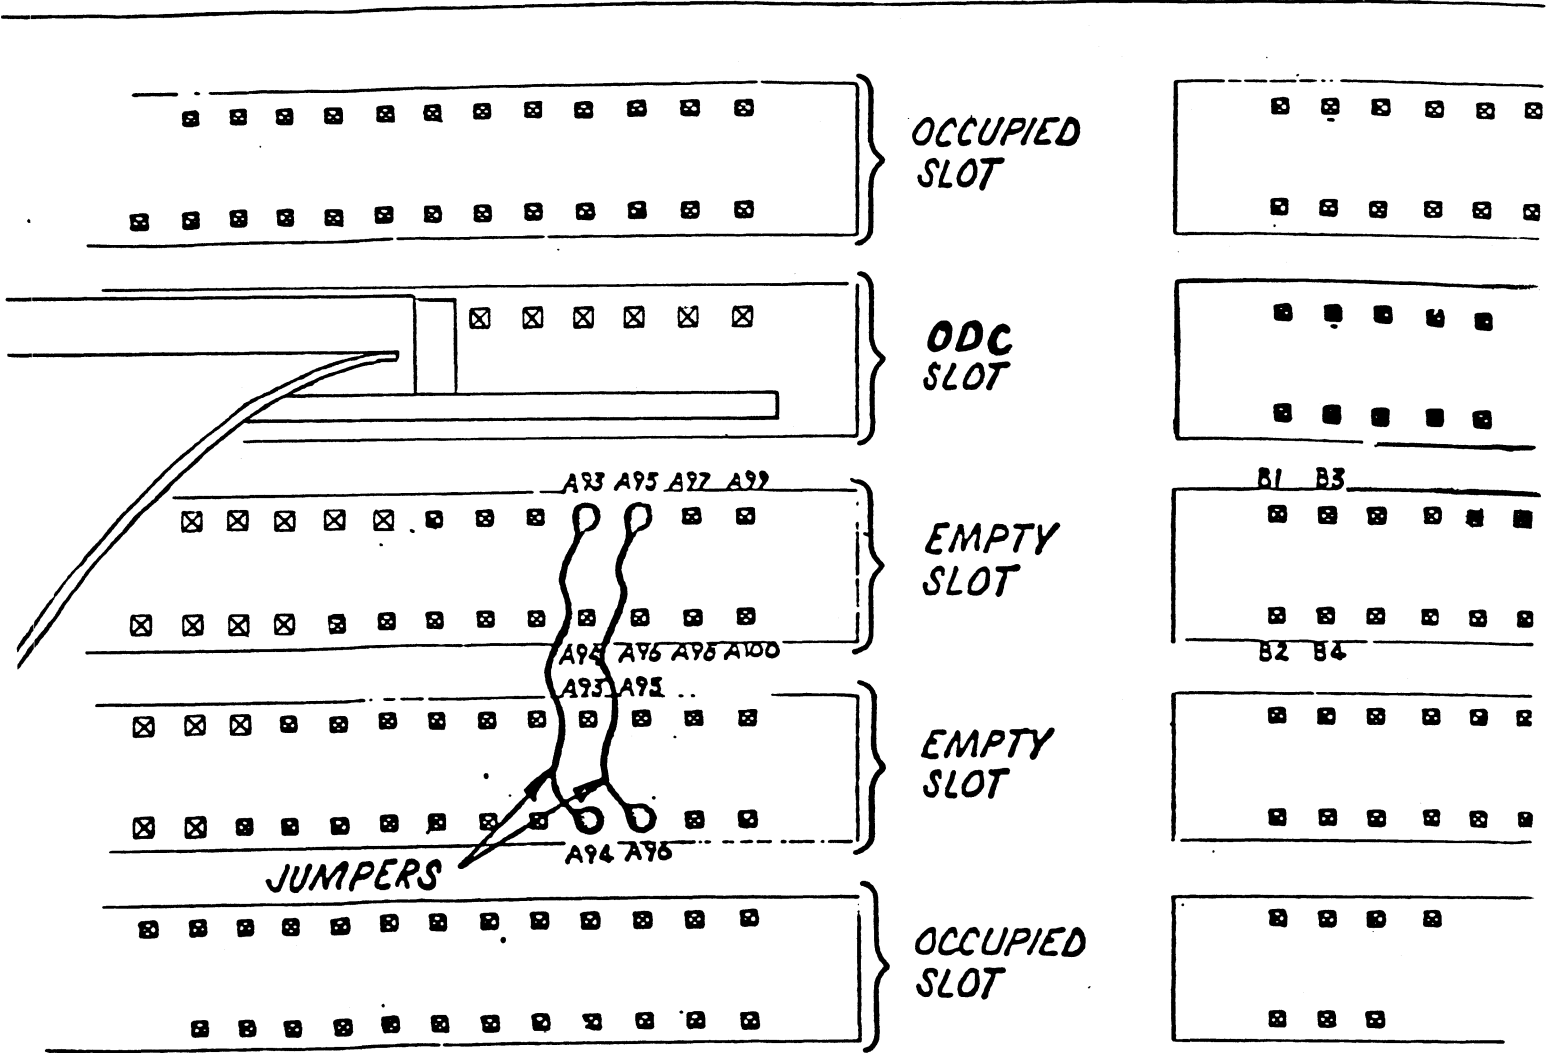 OCCUPIED
SLOT
ODC
SLOT
A93 A95 A97 A99
B1 B3
EMPTY
SLOT
A94 A96 A98 A100
B2 B4
A93 A95
EMPTY
SLOT
A94 A96
JUMPERS
OCCUPIED
SLOT